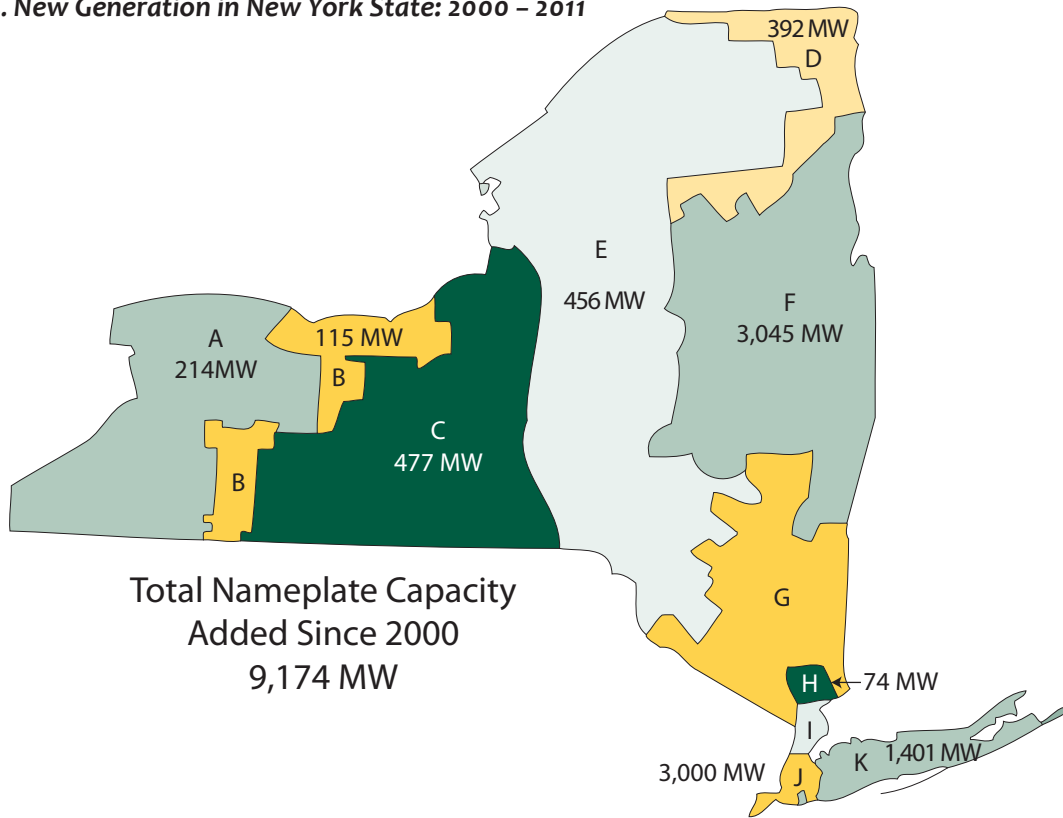 . New Generation in New York State: 2000 – 2011
392 MW
D
E
456 MW
F
3,045 MW
A
214MW
115 MW
B
C
477 MW
B
Total Nameplate Capacity
Added Since 2000
9,174 MW
G
H
74 MW
I
3,000 MW
J
K
1,401 MW